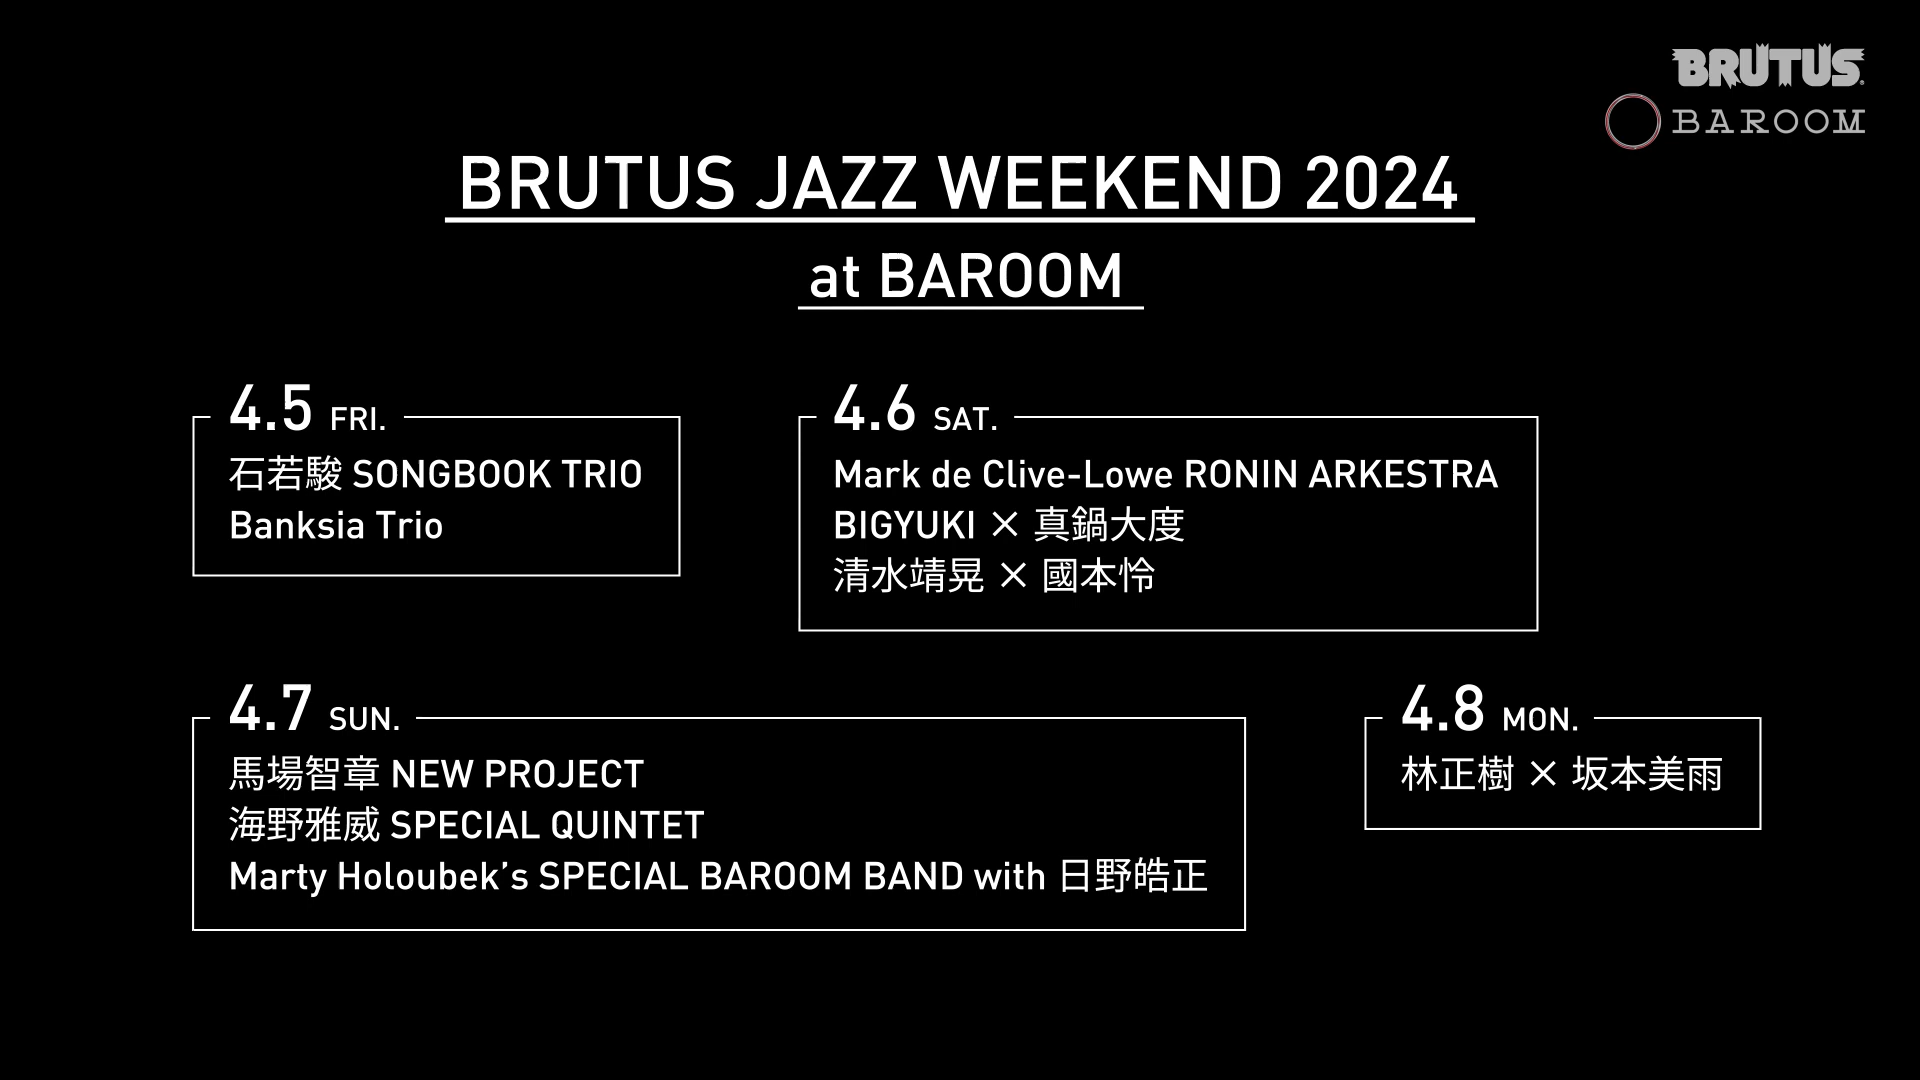 BRUTUS
BAROOM
BRUTUS JAZZ WEEKEND 2024
at BAROOM
4.5 FRI.
石若駿 SONGBOOK TRIO
Banksia Trio
4.6 SAT.
Mark de Clive-Lowe RONIN ARKESTRA
BIGYUKI × 真鍋大度
清水靖晃 × 國本怜
4.7 SUN.
馬場智章 NEW PROJECT
海野雅威 SPECIAL QUINTET
Marty Holoubek’s SPECIAL BAROOM BAND with 日野皓正
4.8 MON.
林正樹 × 坂本美雨